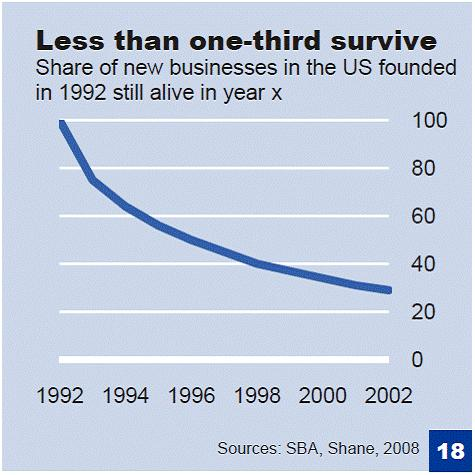 Less than one-third survive
Share of new businesses in the US founded
in 1992 still alive in year x
100
80
60
40
20
0
1992 1994 1996 1998 2000 2002
Sources: SBA, Shane, 2008
18